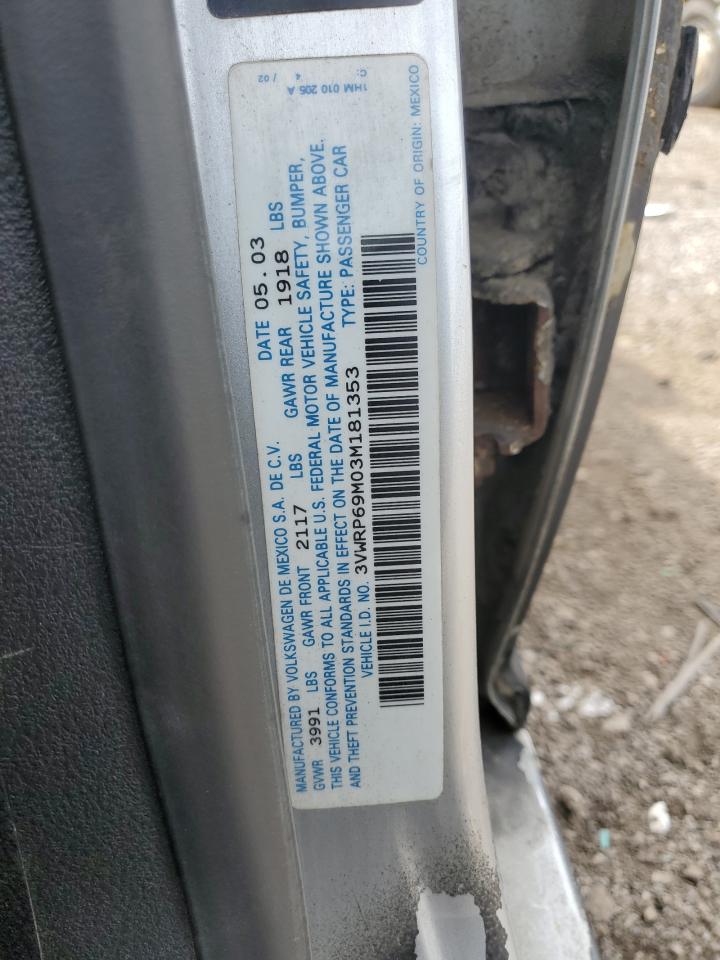 MANUFACTURED BY VOLKSWAGEN DE MEXICO S.A. DE C.V. DATE 05.03
GVWR 3991 LBS GAWR FRONT 2117 LBS GAWR REAR 1918 LBS
THIS VEHICLE CONFORMS TO ALL APPLICABLE U.S. FEDERAL MOTOR VEHICLE SAFETY, BUMPER,
AND THEFT PREVENTION STANDARDS IN EFFECT ON THE DATE OF MANUFACTURE SHOWN ABOVE.
VEHICLE I.D. NO. 3VWRP69M03M181353 TYPE: PASSENGER CAR
COUNTRY OF ORIGIN: MEXICO
1HM 010 205 A
4 / 02